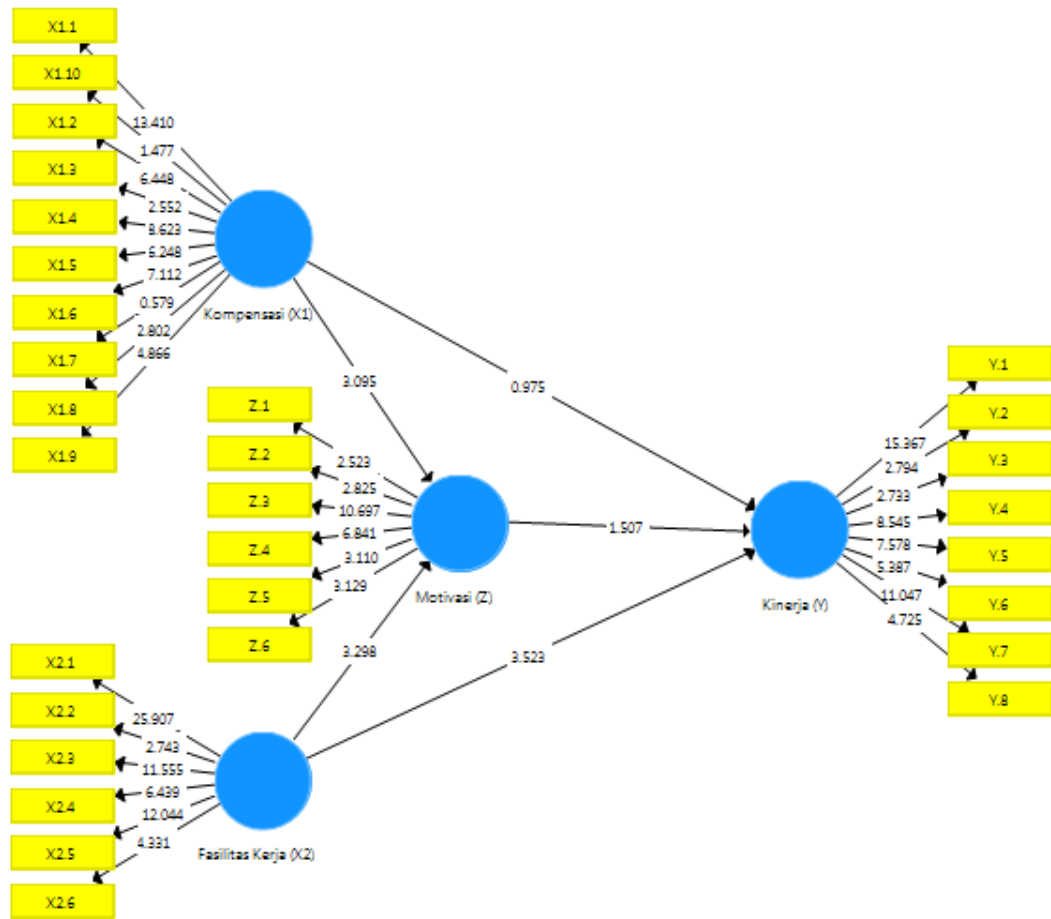 X1.1
X1.10
X1.2
X1.3
X1.4
X1.5
X1.6
X1.7
X1.8
X1.9
13.410
1.477
6.448
2.552
8.623
5.248
7.112
0.579
2.802
4.866
Kompensasi (X1)
3.095
0.975
Z.1
Z.2
Z.3
Z.4
Z.5
Z.6
2.523
2.825
10.697
6.841
3.110
3.129
Motivasi (Z)
1.507
3.298
3.523
X2.1
X2.2
X2.3
X2.4
X2.5
X2.6
25.907
2.743
11.555
6.439
12.044
4.331
Fasilitas Kerja (X2)
Kinerja (Y)
15.367
2.794
2.733
8.545
7.578
5.387
11.047
4.725
Y.1
Y.2
Y.3
Y.4
Y.5
Y.6
Y.7
Y.8